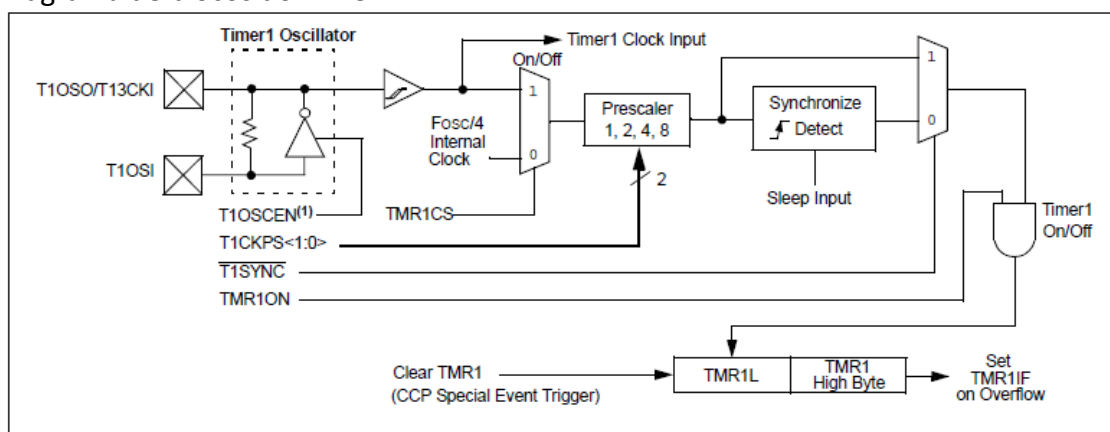 Timer1 Oscillator
Timer1 Clock Input
On/Off
T1OSO/T13CKI
1
Fosc/4
Internal
Clock
0
Prescaler
1, 2, 4, 8
Synchronize
Detect
1
0
T1OSI
2
Sleep Input
T1OSCEN(1)
TMR1CS
Timer1
On/Off
T1CKPS<1:0>
T1SYNC
TMR1ON
Clear TMR1
(CCP Special Event Trigger)
TMR1L
TMR1
High Byte
Set
TMR1IF
on Overflow